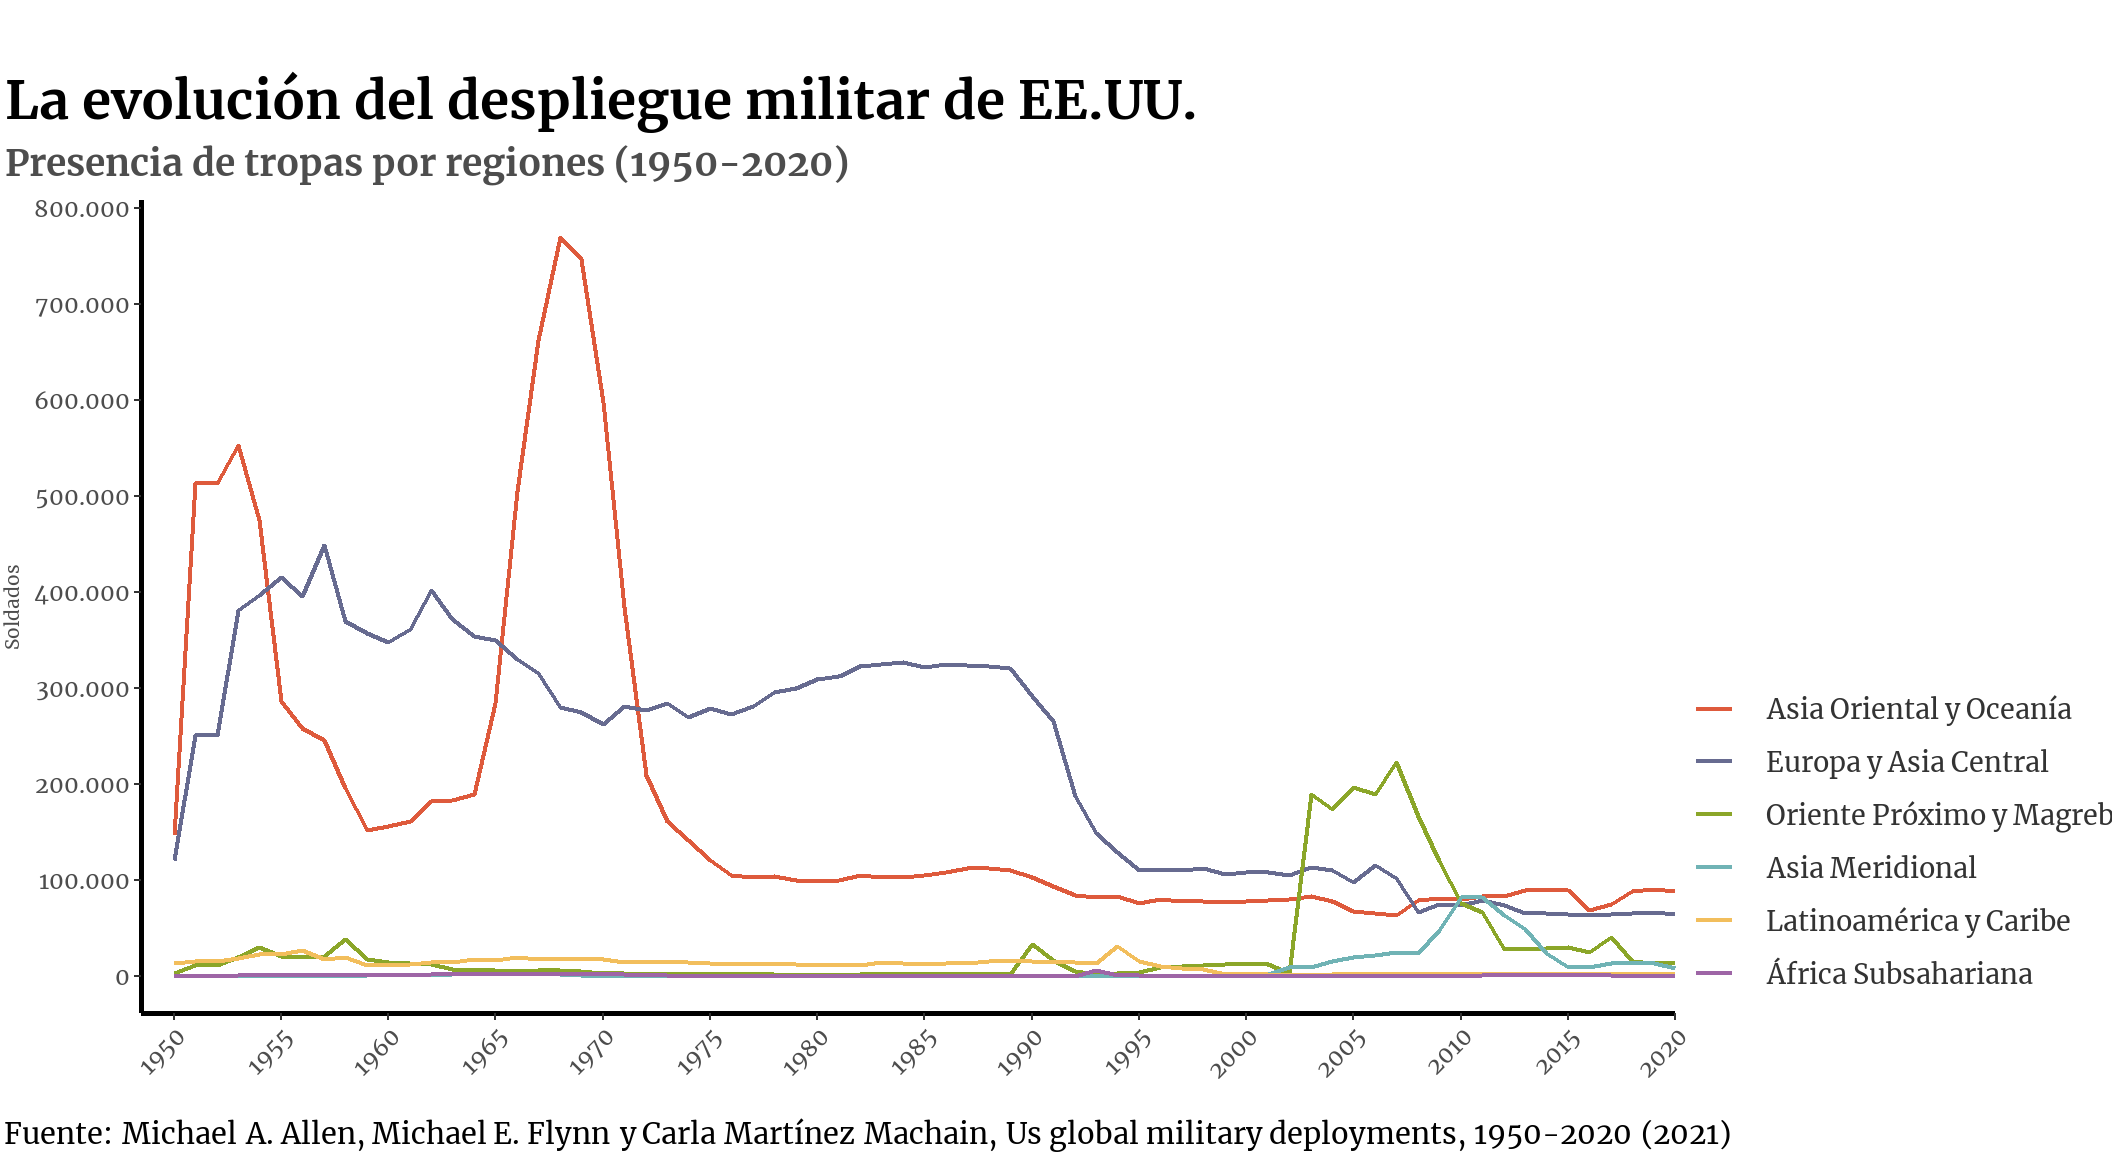 La evolución del despliegue militar de EE.UU.
Presencia de tropas por regiones (1950-2020)
Soldados
800.000
700.000
600.000
500.000
400.000
300.000
200.000
100.000
0
1950 1955 1960 1965 1970 1975 1980 1985 1990 1995 2000 2005 2010 2015 2020
Asia Oriental y Oceanía
Europa y Asia Central
Oriente Próximo y Magreb
Asia Meridional
Latinoamérica y Caribe
África Subsahariana
Fuente: Michael A. Allen, Michael E. Flynn y Carla Martínez Machain, Us global military deployments, 1950-2020 (2021)